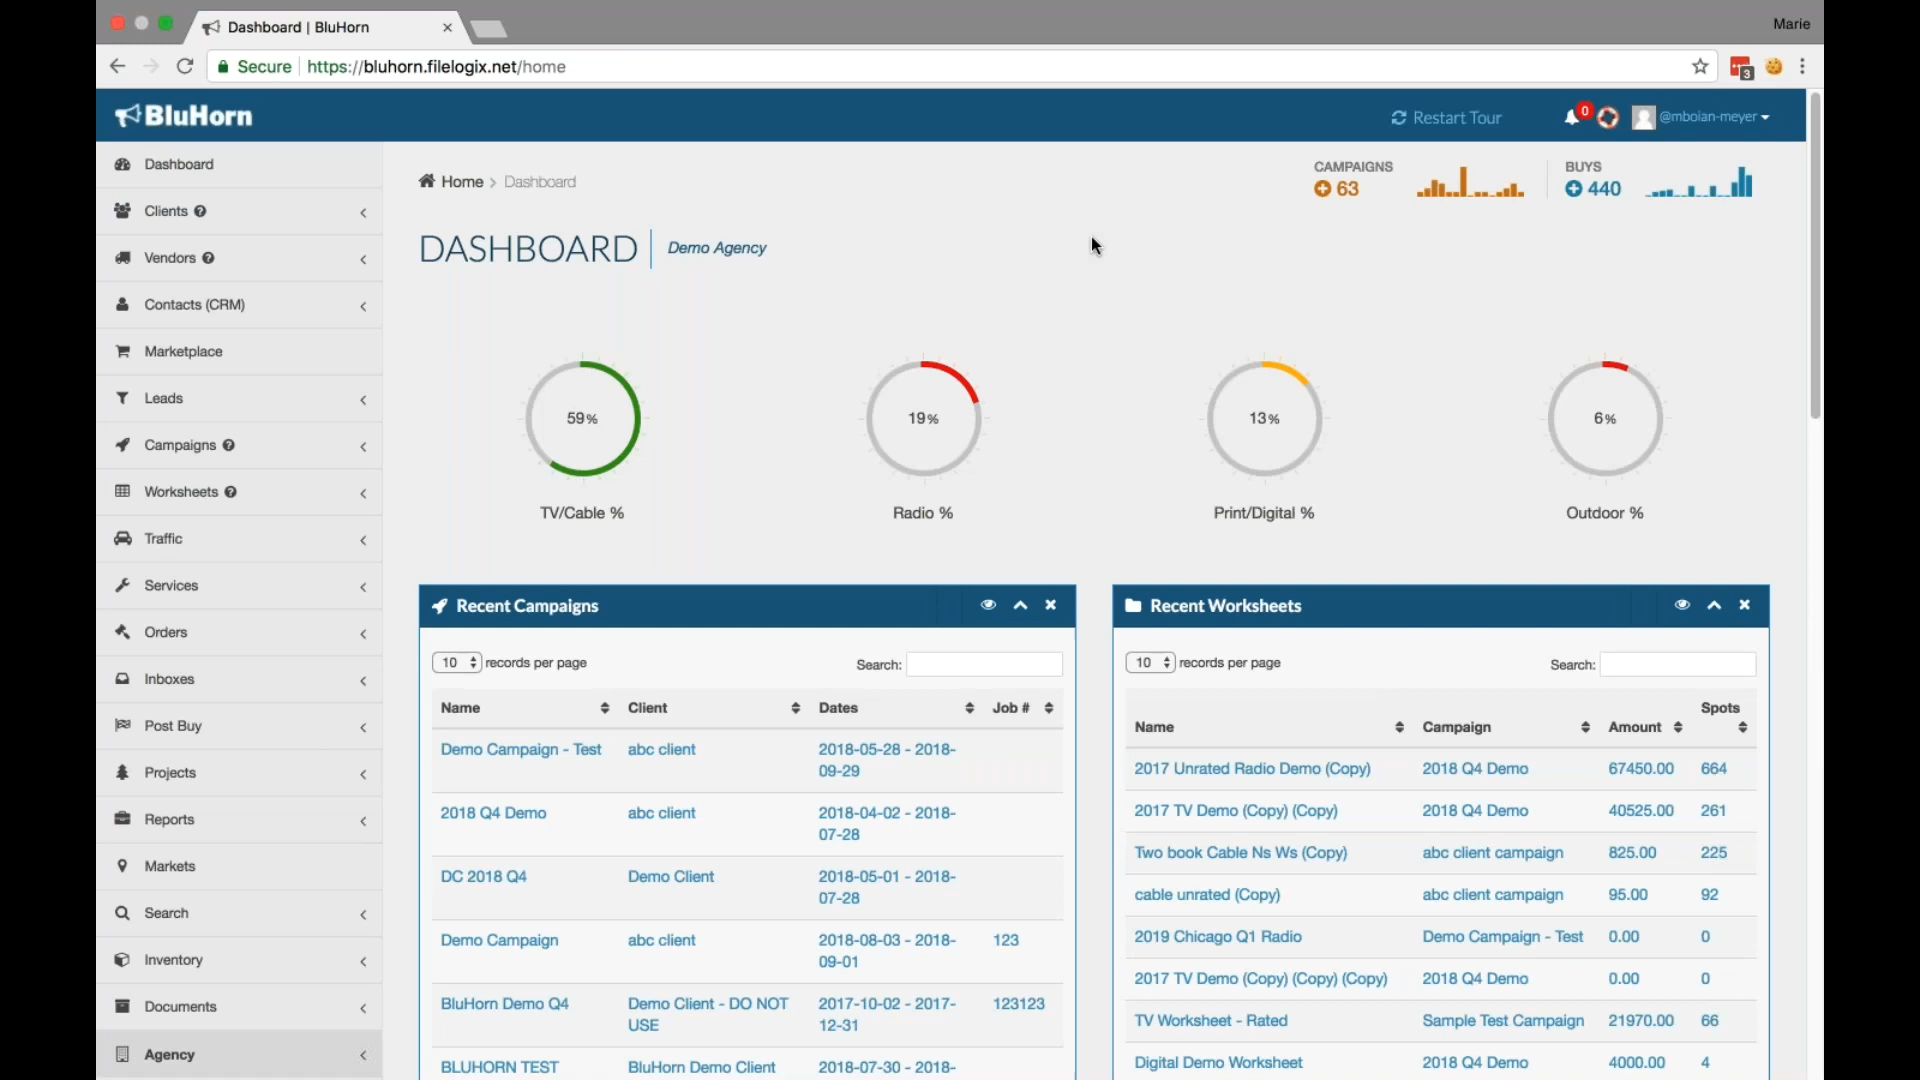 Dashboard | BluHorn
Marie
Secure https://bluhorn.filelogix.net/home
3
BluHorn
Restart Tour
0
@mboian-meyer
Dashboard
Clients
Vendors
Contacts (CRM)
Marketplace
Leads
Campaigns
Worksheets
Traffic
Services
Orders
Inboxes
Post Buy
Projects
Reports
Markets
Search
Inventory
Documents
Agency
Home > Dashboard
CAMPAIGNS
63
BUYS
440
DASHBOARD Demo Agency
59%
TV/Cable %
19%
Radio %
13%
Print/Digital %
6%
Outdoor %
Recent Campaigns
10 records per page Search:
Name Client Dates Job #
Demo Campaign - Test abc client 2018-05-28 - 2018-
09-29
2018 Q4 Demo abc client 2018-04-02 - 2018-
07-28
DC 2018 Q4 Demo Client 2018-05-01 - 2018-
07-28
Demo Campaign abc client 2018-08-03 - 2018- 123
09-01
BluHorn Demo Q4 Demo Client - DO NOT 2017-10-02 - 2017- 123123
USE 12-31
BLUHORN TEST BluHorn Demo Client 2018-07-30 - 2018-
Recent Worksheets
10 records per page Search:
Name Campaign Amount Spots
2017 Unrated Radio Demo (Copy) 2018 Q4 Demo 67450.00 664
2017 TV Demo (Copy) (Copy) 2018 Q4 Demo 40525.00 261
Two book Cable Ns Ws (Copy) abc client campaign 825.00 225
cable unrated (Copy) abc client campaign 95.00 92
2019 Chicago Q1 Radio Demo Campaign - Test 0.00 0
2017 TV Demo (Copy) (Copy) (Copy) 2018 Q4 Demo 0.00 0
TV Worksheet - Rated Sample Test Campaign 21970.00 66
Digital Demo Worksheet 2018 Q4 Demo 4000.00 4